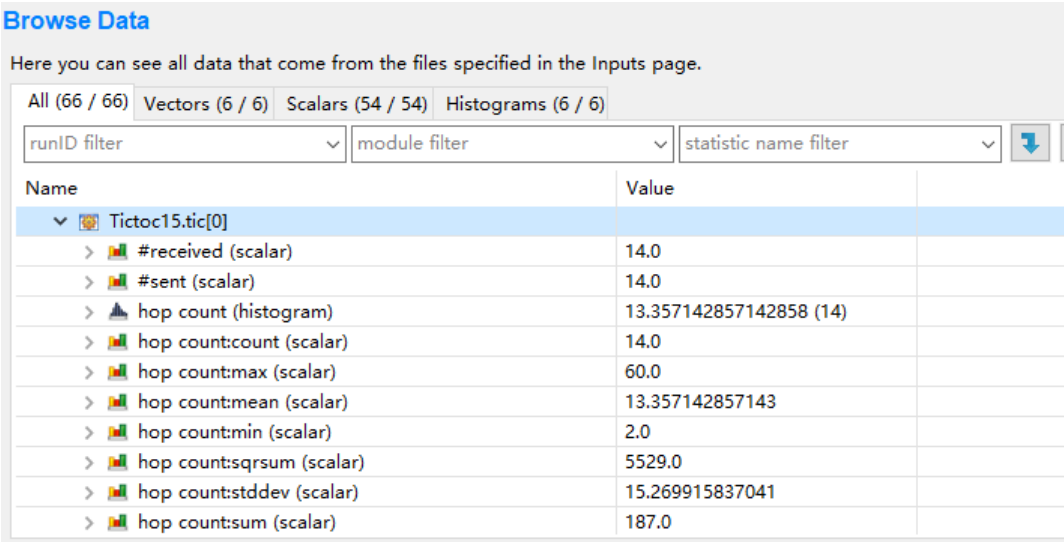 Browse Data
Here you can see all data that come from the files specified in the Inputs page.
All (66 / 66) Vectors (6 / 6) Scalars (54 / 54) Histograms (6 / 6)
runID filter module filter statistic name filter
Name Value
Tictoc15.tic[0]
#received (scalar) 14.0
#sent (scalar) 14.0
hop count (histogram) 13.357142857142858 (14)
hop count:count (scalar) 14.0
hop count:max (scalar) 60.0
hop count:mean (scalar) 13.357142857143
hop count:min (scalar) 2.0
hop count:sqrsum (scalar) 5529.0
hop count:stddev (scalar) 15.269915837041
hop count:sum (scalar) 187.0